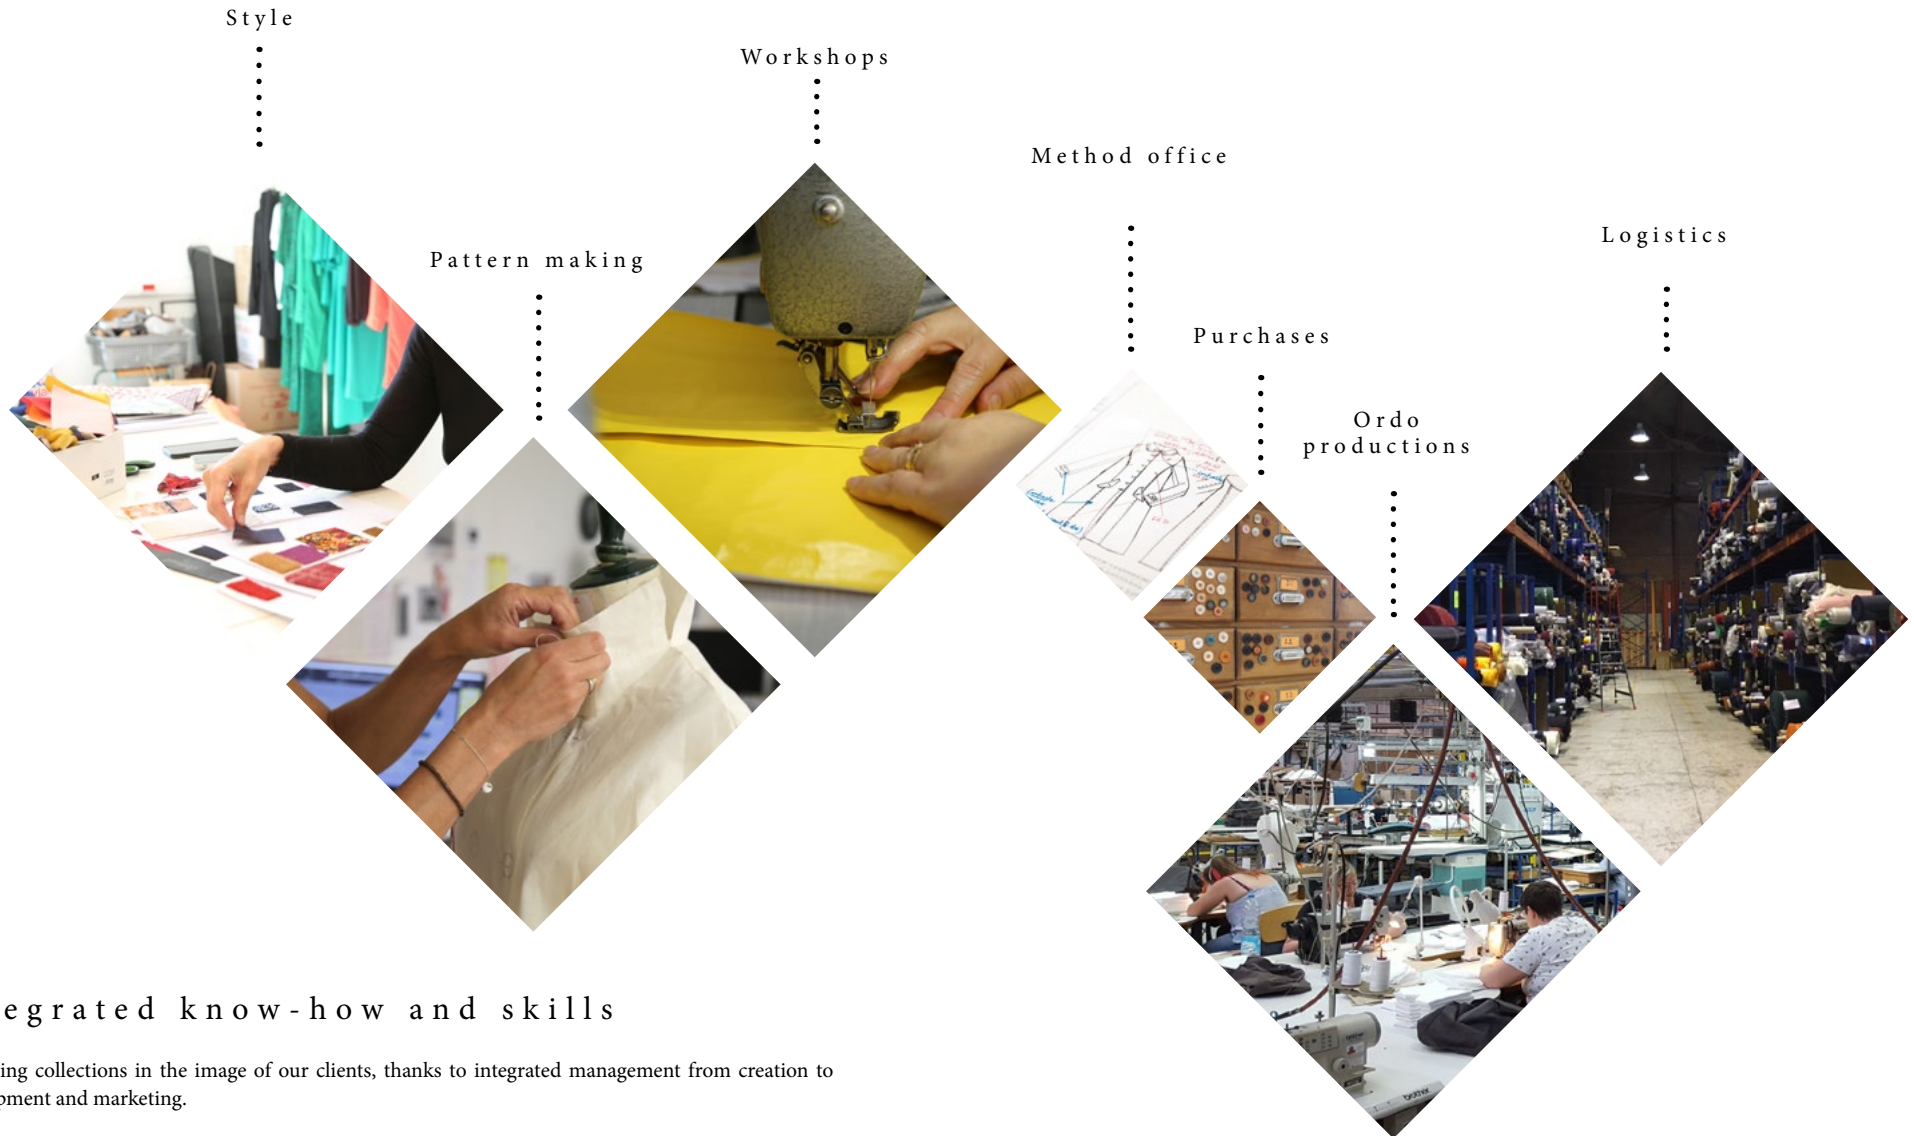 Style
Workshops
Method office
Logistics
Pattern making
Purchases
Ordo
productions
egrated know-how and skills
ing collections in the image of our clients, thanks to integrated management from creation to
pment and marketing.
brother